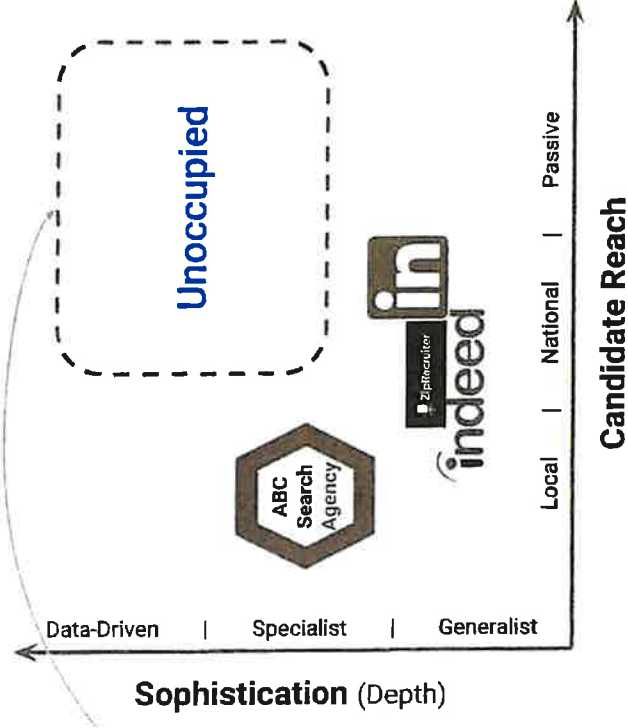 Unoccupied
in
ZipRecruiter
indeed
ABC
Search
Agency
Local | National | Passive
Candidate Reach
Data-Driven | Specialist | Generalist
Sophistication (Depth)